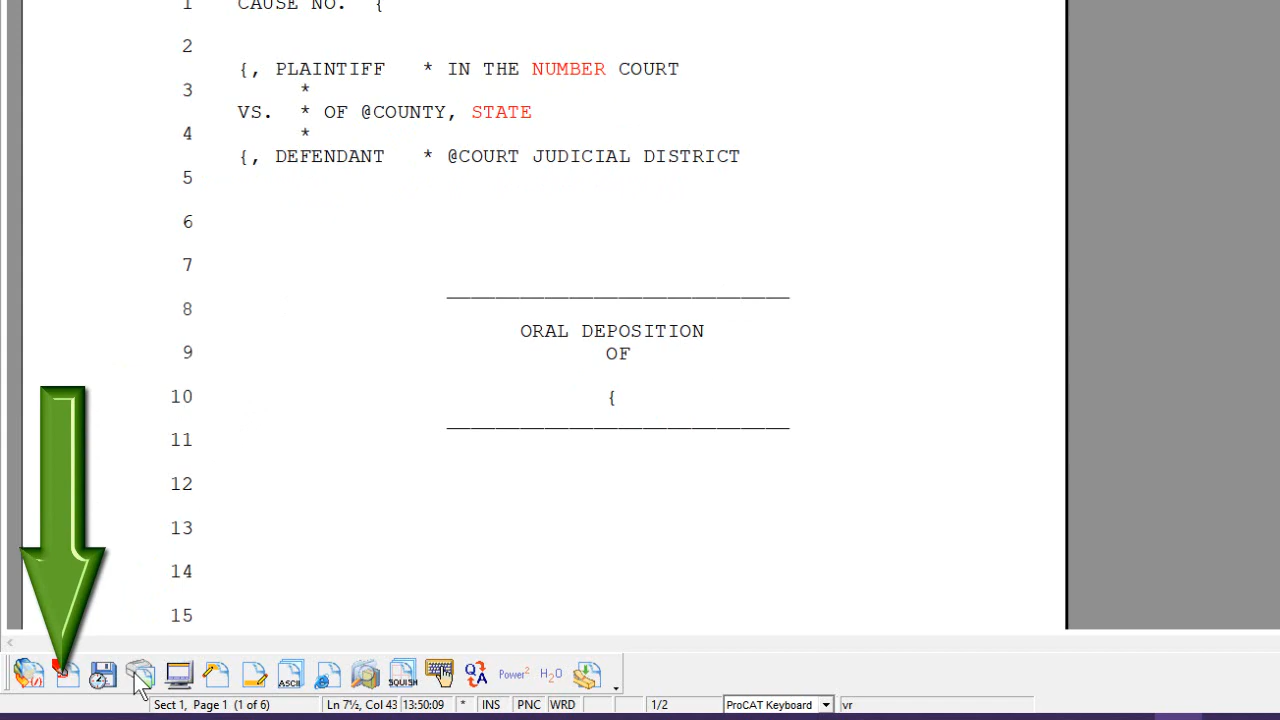 1 CAUSE NO. {
2
{, PLAINTIFF * IN THE NUMBER COURT
3 *
VS. * OF @COUNTY, STATE
4 *
{, DEFENDANT * @COURT JUDICIAL DISTRICT
5
6
7
8
ORAL DEPOSITION
9 OF
10 {
11
12
13
14
15
ASCII SQUISH Power² H₂O
Sect 1, Page 1 (1 of 6) Ln 7½, Col 43 13:50:09 * INS PNC WRD 1/2 ProCAT Keyboard vr